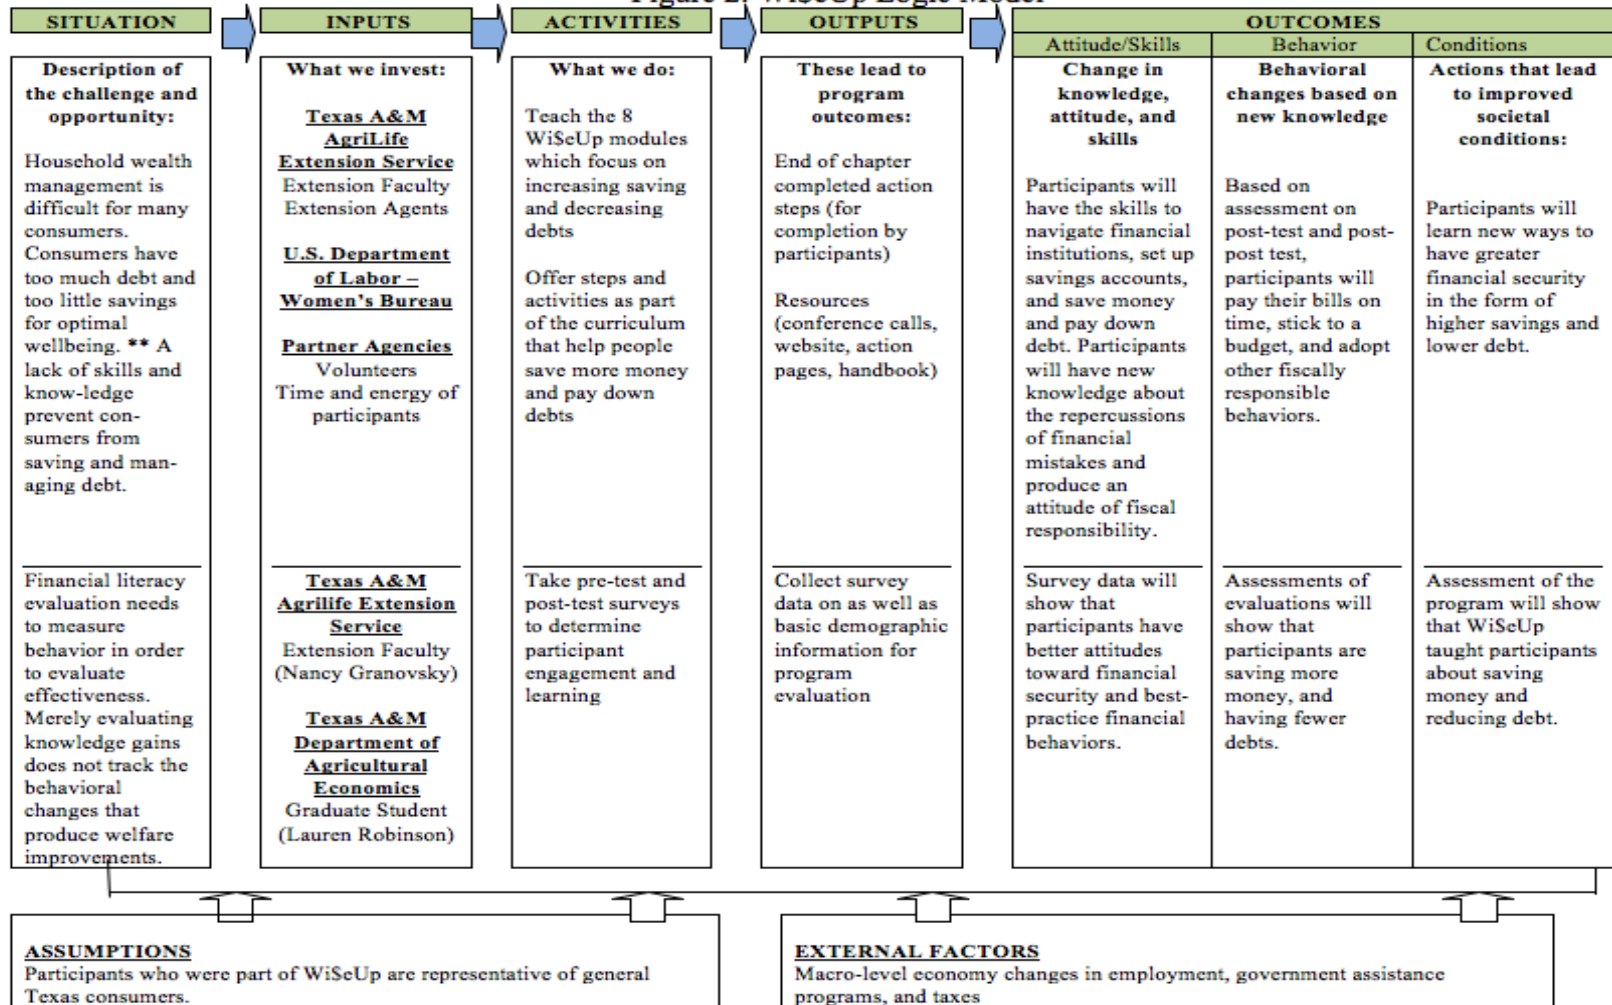 Figure 2. Wi$eUp Logic Model
SITUATION
INPUTS
ACTIVITIES
OUTPUTS
OUTCOMES
Attitude/Skills
Behavior
Conditions
Description of
the challenge and
opportunity:
Household wealth
management is
difficult for many
consumers.
Consumers have
too much debt and
too little savings
for optimal
wellbeing. ** A
lack of skills and
know-ledge
prevent con-
sumers from
saving and man-
aging debt.
Financial literacy
evaluation needs
to measure
behavior in order
to evaluate
effectiveness.
Merely evaluating
knowledge gains
does not track the
behavioral
changes that
produce welfare
improvements.
What we invest:
Texas A&M
AgriLife
Extension Service
Extension Faculty
Extension Agents
U.S. Department
of Labor –
Women's Bureau
Partner Agencies
Volunteers
Time and energy of
participants
Texas A&M
Agrilife Extension
Service
Extension Faculty
(Nancy Granovsky)
Texas A&M
Department of
Agricultural
Economics
Graduate Student
(Lauren Robinson)
What we do:
Teach the 8
Wi$eUp modules
which focus on
increasing saving
and decreasing
debts
Offer steps and
activities as part
of the curriculum
that help people
save more money
and pay down
debts
Take pre-test and
post-test surveys
to determine
participant
engagement and
learning
These lead to
program
outcomes:
End of chapter
completed action
steps (for
completion by
participants)
Resources
(conference calls,
website, action
pages, handbook)
Collect survey
data on as well as
basic demographic
information for
program
evaluation
Change in
knowledge,
attitude, and
skills
Participants will
have the skills to
navigate financial
institutions, set up
savings accounts,
and save money
and pay down
debt. Participants
will have new
knowledge about
the repercussions
of financial
mistakes and
produce an
attitude of fiscal
responsibility.
Survey data will
show that
participants have
better attitudes
toward financial
security and best-
practice financial
behaviors.
Behavioral
changes based on
new knowledge
Based on
assessment on
post-test and post-
post test,
participants will
pay their bills on
time, stick to a
budget, and adopt
other fiscally
responsible
behaviors.
Assessments of
evaluations will
show that
participants are
saving more
money, and
having fewer
debts.
Actions that lead
to improved
societal
conditions:
Participants will
learn new ways to
have greater
financial security
in the form of
higher savings and
lower debt.
Assessment of the
program will show
that WiSeUp
taught participants
about saving
money and
reducing debt.
ASSUMPTIONS
Participants who were part of WiSeUp are representative of general
Texas consumers.
EXTERNAL FACTORS
Macro-level economy changes in employment, government assistance
programs, and taxes